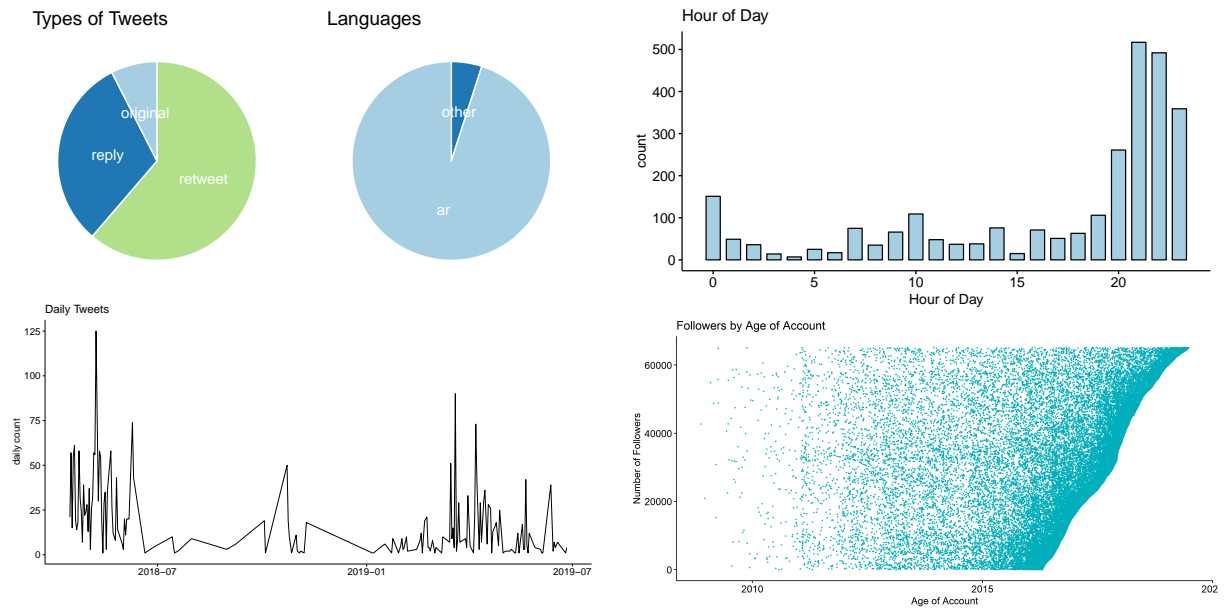 Types of Tweets
original
reply
retweet
Languages
other
ar
Hour of Day
500
400
300
200
100
0
count
0 5 10 15 20
Hour of Day
Daily Tweets
125
100
75
50
25
0
daily count
2018-07 2019-01 2019-07
Followers by Age of Account
60000
40000
20000
0
Number of Followers
2010 2015 202
Age of Account